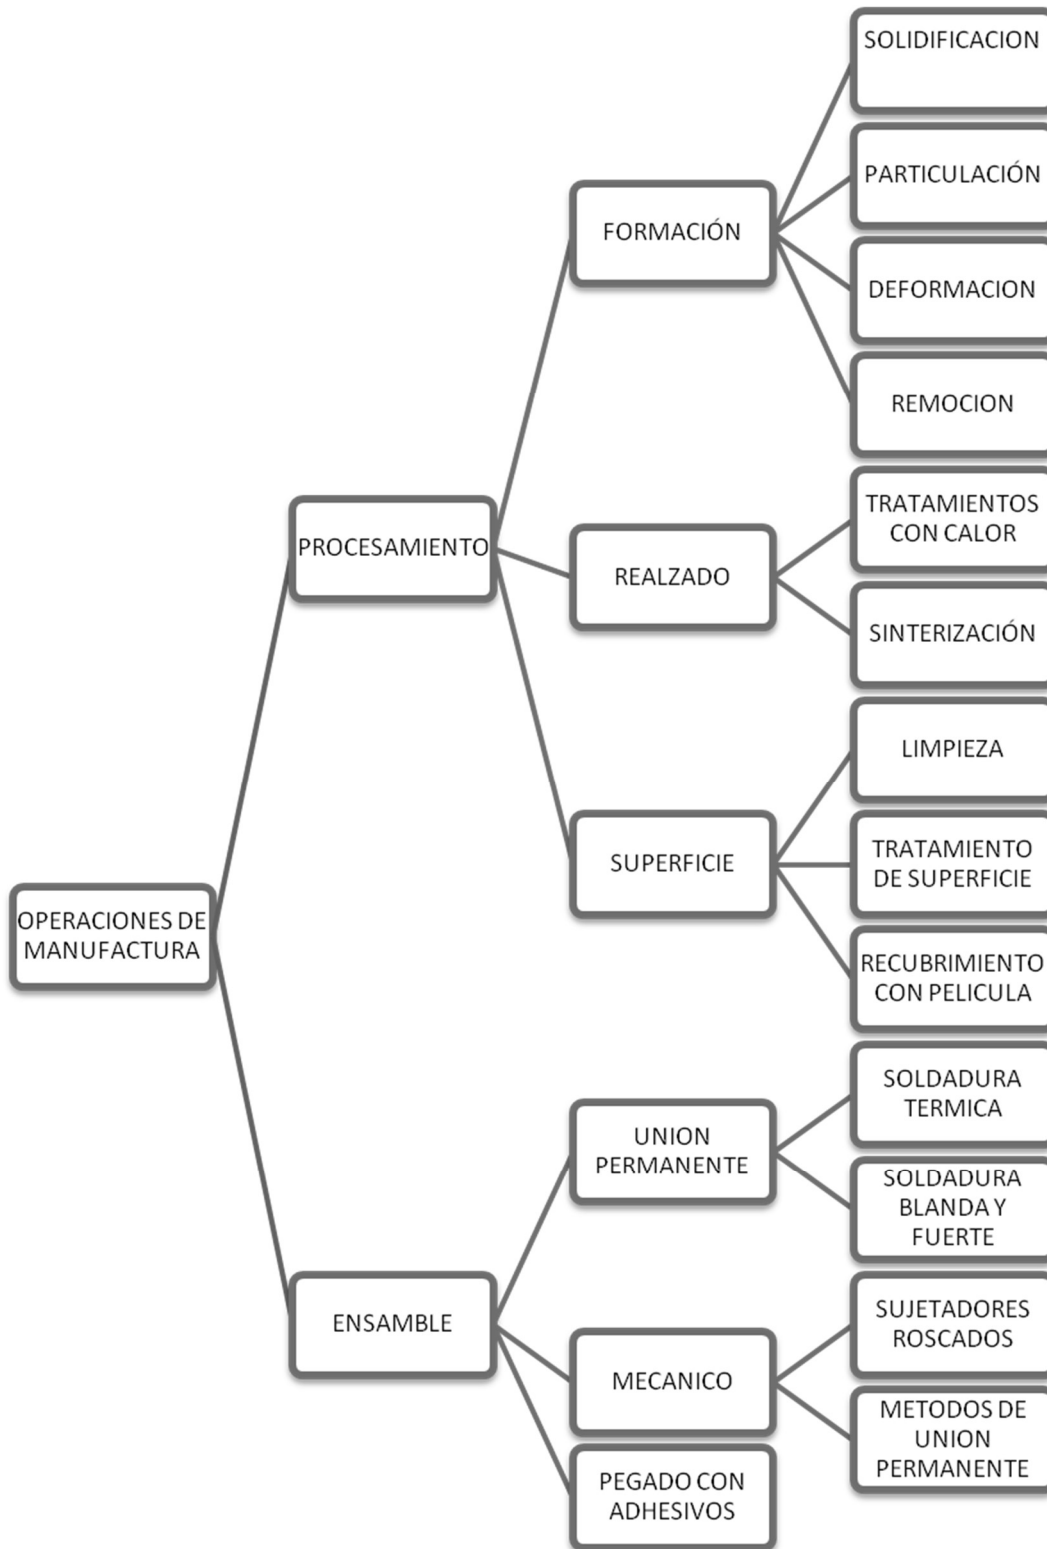 SOLIDIFICACION
PARTICULACIÓN
FORMACIÓN
DEFORMACION
REMOCION
TRATAMIENTOS
CON CALOR
PROCESAMIENTO
REALZADO
SINTERIZACIÓN
LIMPIEZA
SUPERFICIE
TRATAMIENTO
DE SUPERFICIE
OPERACIONES DE
MANUFACTURA
RECUBRIMIENTO
CON PELICULA
SOLDADURA
TERMICA
UNION
PERMANENTE
SOLDADURA
BLANDA Y
FUERTE
ENSAMBLE
SUJETADORES
ROSCADOS
MECANICO
METODOS DE
UNION
PERMANENTE
PEGADO CON
ADHESIVOS